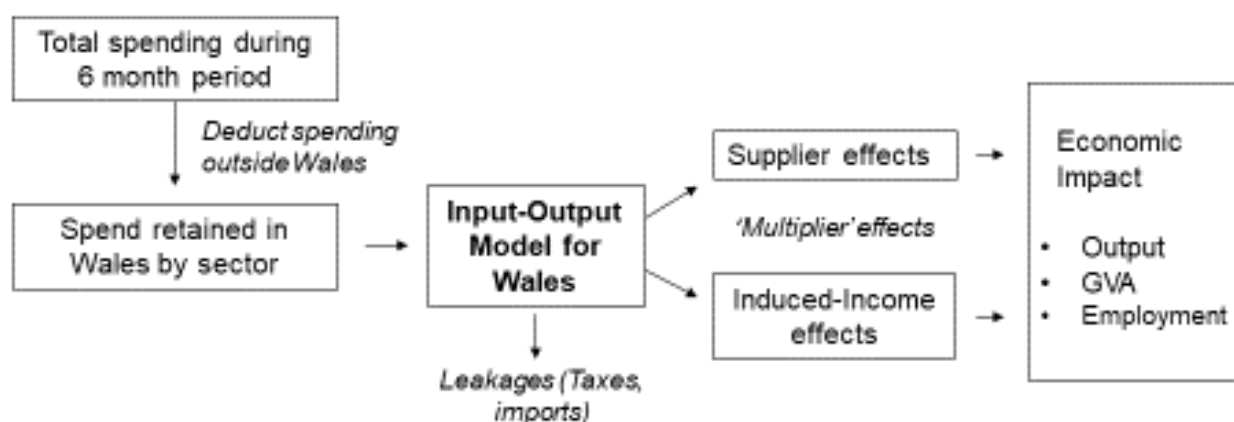 Total spending during
6 month period
Deduct spending
outside Wales
Spend retained in
Wales by sector
Input-Output
Model for
Wales
Leakages (Taxes,
imports)
Supplier effects
'Multiplier' effects
Induced-Income
effects
Economic
Impact
• Output
• GVA
• Employment